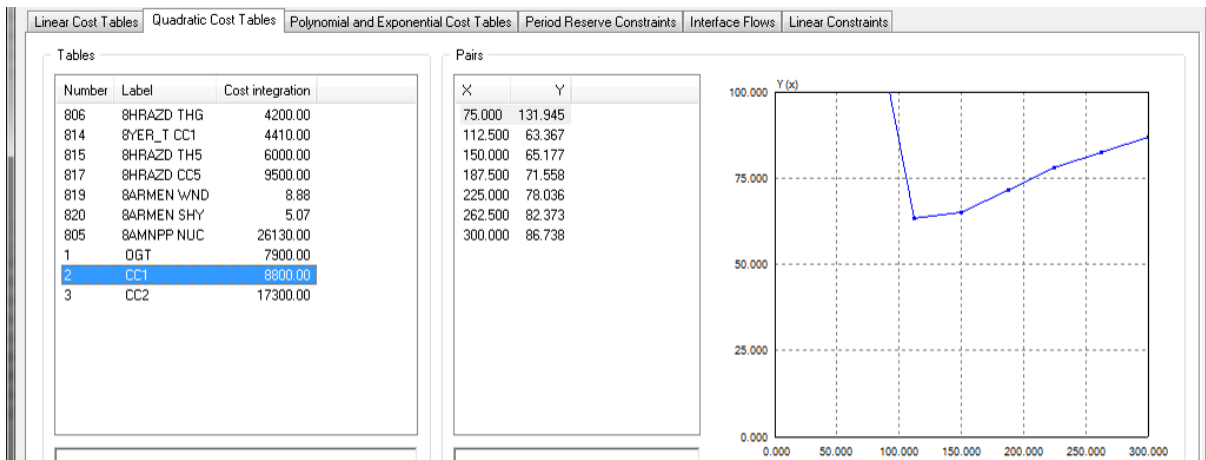 Linear Cost Tables Quadratic Cost Tables Polynomial and Exponential Cost Tables Period Reserve Constraints Interface Flows Linear Constraints
Tables
Number Label Cost integration
806 8HRAZD THG 4200.00
814 8YER_T CC1 4410.00
815 8HRAZD TH5 6000.00
817 8HRAZD CC5 9500.00
819 8ARMEN WND 8.88
820 8ARMEN SHY 5.07
805 8AMNPP NUC 26130.00
1 OGT 7900.00
2 CC1 8800.00
3 CC2 17300.00
Pairs
X Y
75.000 131.945
112.500 63.367
150.000 65.177
187.500 71.558
225.000 78.036
262.500 82.373
300.000 86.738
Y (x)
100.000
75.000
50.000
25.000
0.000
0.000 50.000 100.000 150.000 200.000 250.000 300.000